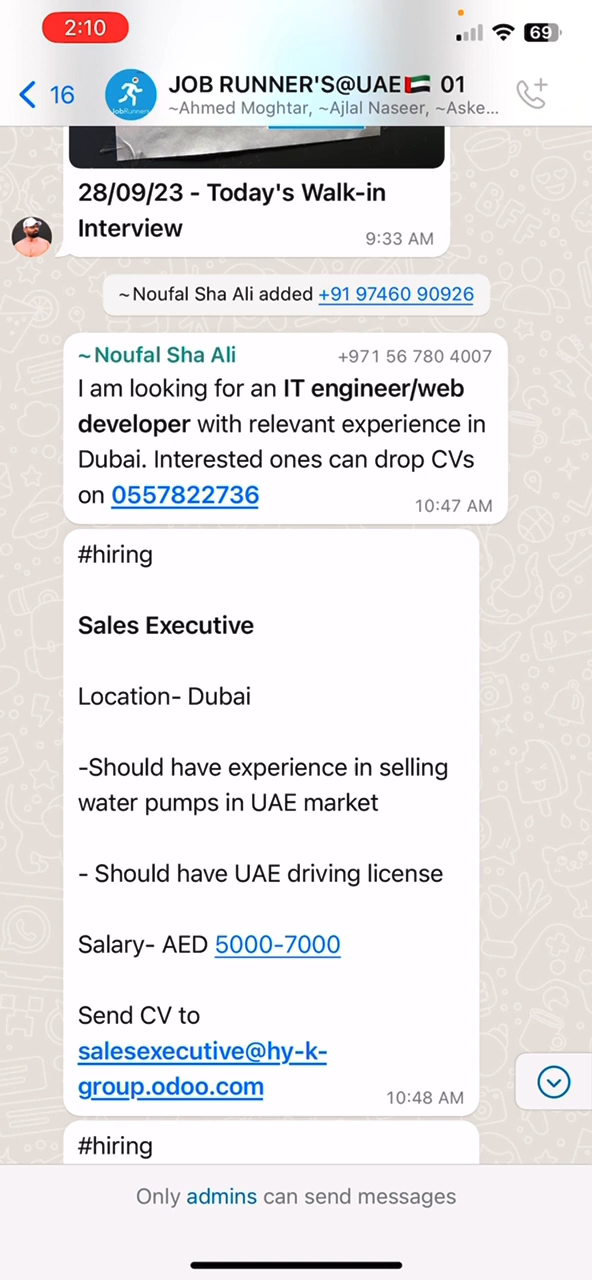 2:10
69
16
JOB RUNNER'S@UAE🇦🇪 01
~Ahmed Moghtar, ~Ajlal Naseer, ~Aske...
JobRunners
28/09/23 - Today's Walk-in
Interview
9:33 AM
~Noufal Sha Ali added +91 97460 90926
~Noufal Sha Ali +971 56 780 4007
I am looking for an IT engineer/web
developer with relevant experience in
Dubai. Interested ones can drop CVs
on 0557822736
10:47 AM
#hiring
Sales Executive
Location- Dubai
-Should have experience in selling
water pumps in UAE market
- Should have UAE driving license
Salary- AED 5000-7000
Send CV to
salesexecutive@hy-k-
group.odoo.com
10:48 AM
#hiring
Only admins can send messages